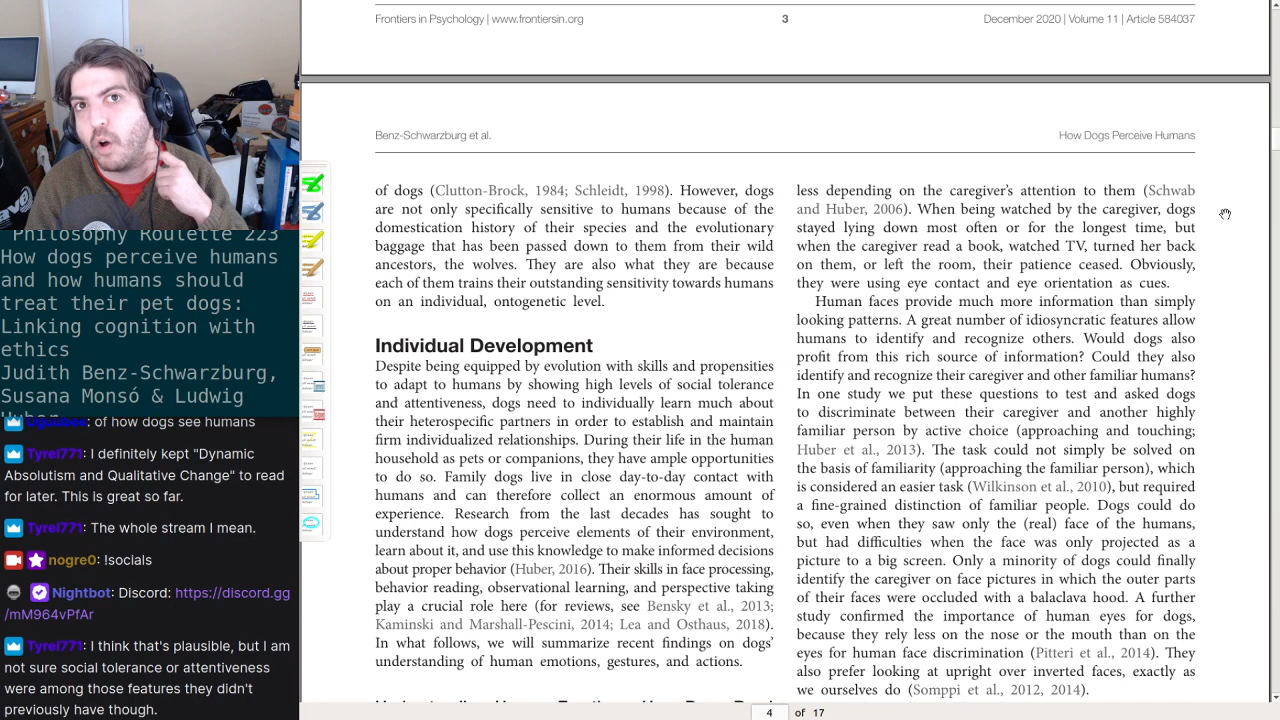 Frontiers in Psychology | www.frontiersin.org
3
December 2020 | Volume 11 | Article 584037
Benz-Schwarzburg et al.
How Dogs Perceive Humans
of dogs (Clutton-Brock, 1984; Schleidt, 1998). However dogs
are not only specifically sensitive to humans because of the
domestication history of their species and the evolutionary
baggage that has been passed down to them from their wild
ancestors, the wolves. They are also what they are because
each of them trains their own being sensitivity towards humans
on an individual, ontogenetic level.
Individual Development
Despite being equipped by evolution with skills and propensities
to adapt to humans by showing high levels of social tolerance
and attentiveness, dogs need to individually learn much about
their heterospecific partners in order to establish and maintain
an individualized relationship. During their life in the human
household as pets or companions, they have ample opportunities
to do so. Family dogs live in close day-to-day contact with
humans and are therefore gaining an enormous amount of
experience. Research from the last decades has sought to
understand how dogs perceive elements of their environment,
learn about it, and use this knowledge to make informed decisions
about proper behavior (Huber, 2016). Their skills in face processing,
behavior reading, observational learning, and perspective taking
play a crucial role here (for reviews, see Bensky et al., 2013;
Kaminski and Marshall-Pescini, 2014; Lea and Osthaus, 2018).
In what follows, we will summarize recent findings on dogs'
understanding of human emotions, gestures, and actions.
less depending on the caregiver's attention to them (Schwab
and Huber, 2006). When being watched by the caregiver, dogs
stayed lying down most often and for the longest time, but
when the caregiver read a book, watched TV, turned her back
on them, or left the room, their patience faded. Obviously,
they were using eye contact and eye orientation as cues.
Human faces provide much more information than simply
looking patterns. A great number of idiosyncratic features allow
humans to identify and remember others. Can dogs also
profit from this rich source of information so that they can
identify and recognize their caregivers and other familiar humans?
In our study we put these questions to test and asked dogs
to discriminate between their caregiver and another highly
familiar person by active choice (approaching and touching;
Huber et al., 2013). The task could not simply be solved on
the basis of familiarity (approach the one familiar person), which
is considered an easier task (Wathan et al., 2016), but required
a fine-grained distinction of familiar people. Dogs could do
so, even when they saw only the (real) face of the humans,
but had difficulties when the face was only projected as a
picture to a big screen. Only a minority of dogs could finally
identify the caregiver on face pictures in which the outer parts
of their faces were occluded with a balaclava hood. A further
study confirmed the importance of human eyes for dogs,
because they rely less on the nose or the mouth than on the
eyes for human face discrimination (Pitteri et al., 2014). They
also prefer looking at upright over inverted faces, exactly as
we ourselves do (Somppi et al., 2012, 2014).
4 of 17
Philosophy Roulette 223
How dogs perceive humans
and how humans should
treat their pet dogs:
Linking cognition with
ethics
Judith Benz-Schwarzburg,
Susana Monsó & Ludwig
Huber
: of how dogs see humans
Tyrel771: I definitely kept "Dynamic
Adaption and Qualitative Change" to read
for later. This is great so far.
Tyrel771: The whole stream I mean.
nogre0: !socials
Nightbot: Discord: https://discord.gg
/mM964vPfAr
Tyrel771: I think that's plausible, but I am
not sure social tolerance or attentiveness
were among those features they didn't
previously have though.